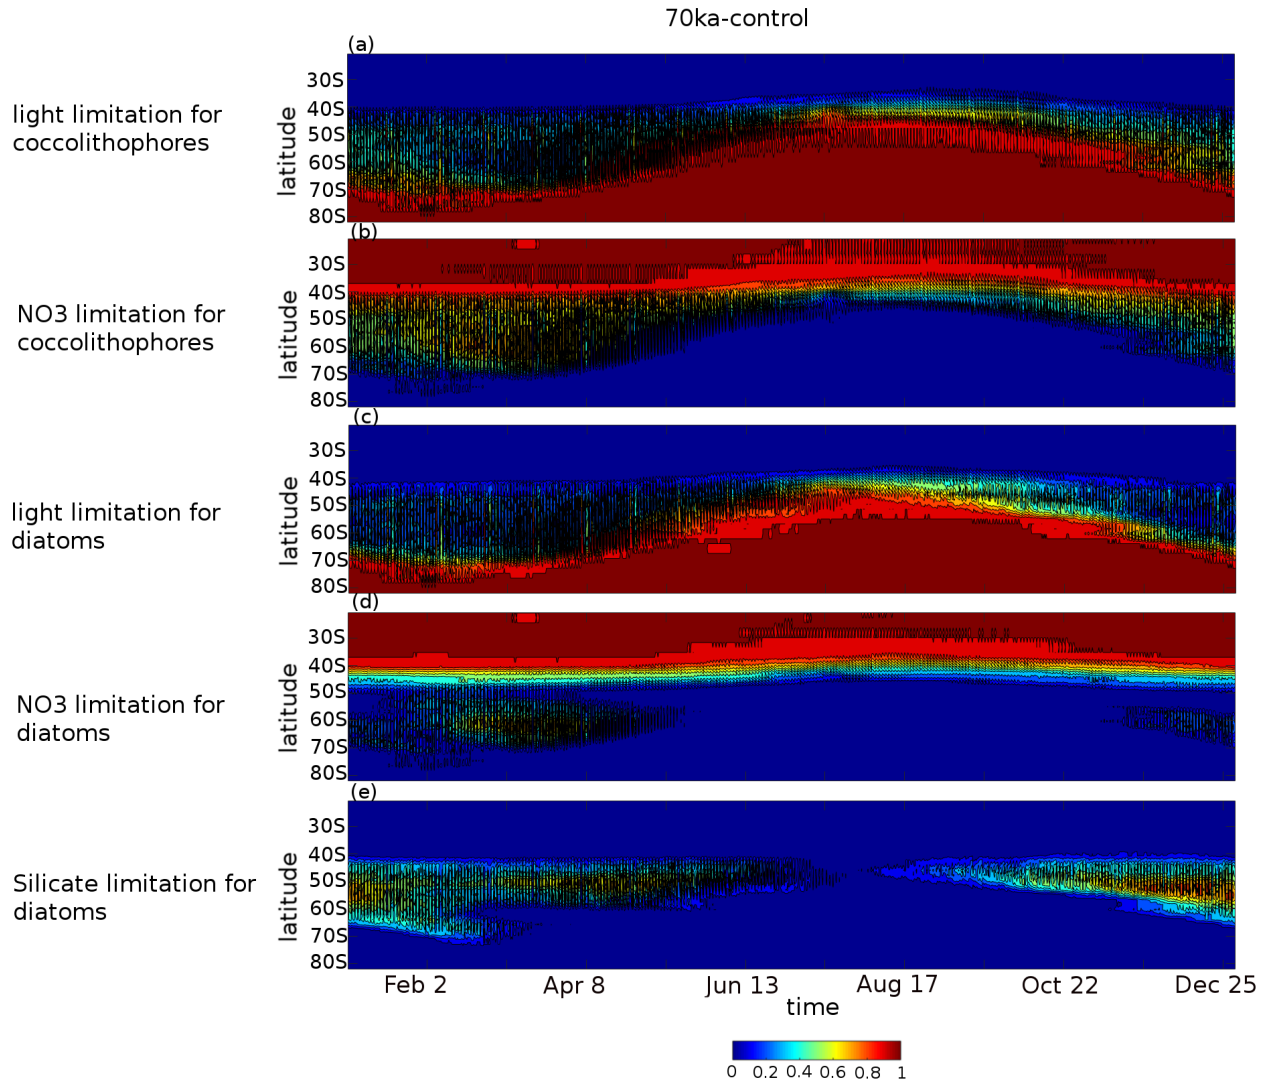 70ka-control
(a)
light limitation for
coccolithophores
latitude
30S
40S
50S
60S
70S
80S
(b)
NO3 limitation for
coccolithophores
latitude
30S
40S
50S
60S
70S
80S
(c)
light limitation for
diatoms
latitude
30S
40S
50S
60S
70S
80S
(d)
NO3 limitation for
diatoms
latitude
30S
40S
50S
60S
70S
80S
(e)
Silicate limitation for
diatoms
latitude
30S
40S
50S
60S
70S
80S
Feb 2 Apr 8 Jun 13 Aug 17 Oct 22 Dec 25
time
0 0.2 0.4 0.6 0.8 1